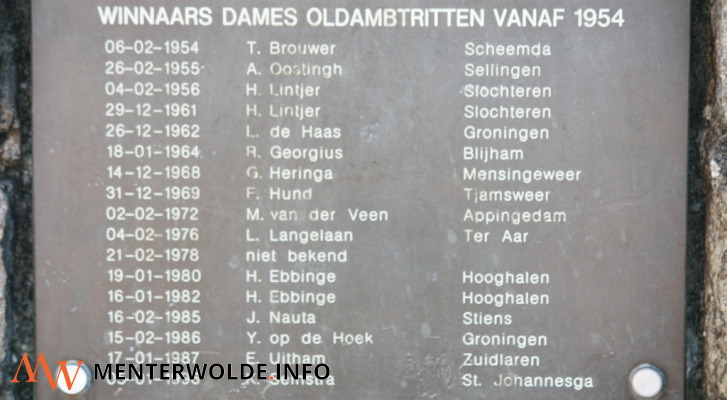 WINNAARS DAMES OLDAMBTRITTEN VANAF 1954
06-02-1954 T. Brouwer Scheemda
26-02-1955 A. Oostingh Sellingen
04-02-1956 H. Lintjer Slochteren
29-12-1961 H. Lintjer Slochteren
26-12-1962 L. de Haas Groningen
18-01-1964 R. Georgius Blijham
14-12-1968 G. Heringa Mensingeweer
31-12-1969 F. Hund Tjamsweer
02-02-1972 M. van der Veen Appingedam
04-02-1976 L. Langelaan Ter Aar
21-02-1978 niet bekend
19-01-1980 H. Ebbinge Hooghalen
16-01-1982 H. Ebbinge Hooghalen
16-02-1985 J. Nauta Stiens
15-02-1986 Y. op de Hoek Groningen
17-01-1987 E. Uitham Zuidlaren
St. Johannesga
MW MENTERWOLDE.INFO